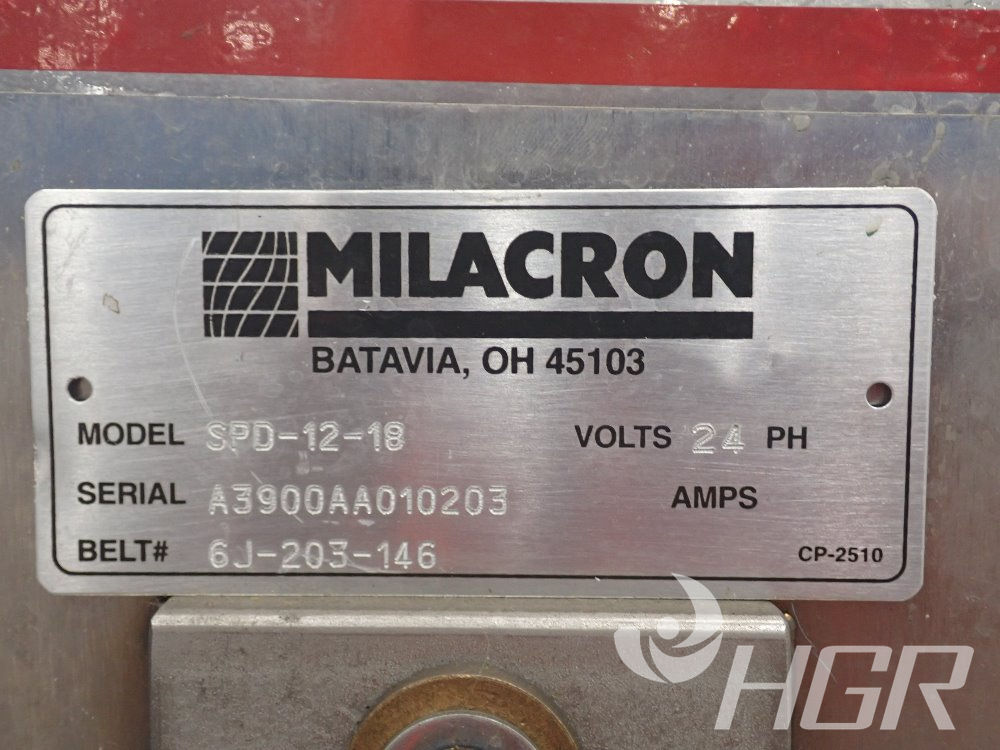 MILACRON
BATAVIA, OH 45103
MODEL SPD-12-18 VOLTS 24 PH
SERIAL A3900AA010203 AMPS
BELT# 6J-203-146 CP-2510
HGR